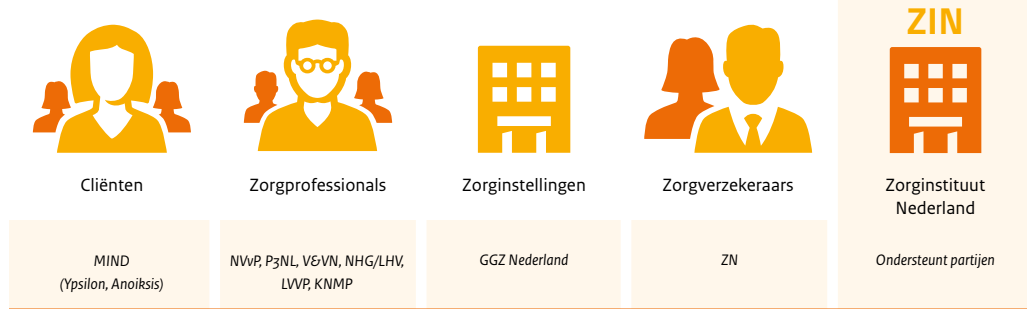 ZIN
Cliënten
Zorgprofessionals
Zorginstellingen
Zorgverzekeraars
Zorginstituut
Nederland
MIND
(Ypsilon, Anoiksis)
NVvP, P3NL, V&VN, NHG/LHV,
LVVP, KNMP
GGZ Nederland
ZN
Ondersteunt partijen